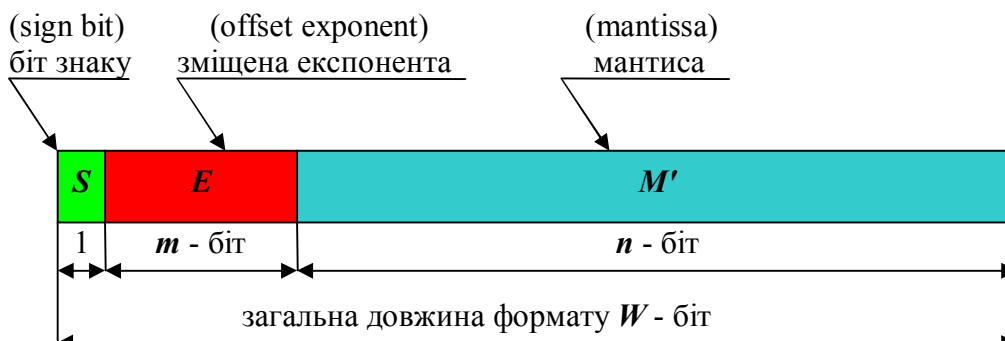 (sign bit) (offset exponent) (mantissa)
біт знаку зміщена експонента мантиса
S E M'
1 m - біт n - біт
загальна довжина формату W - біт